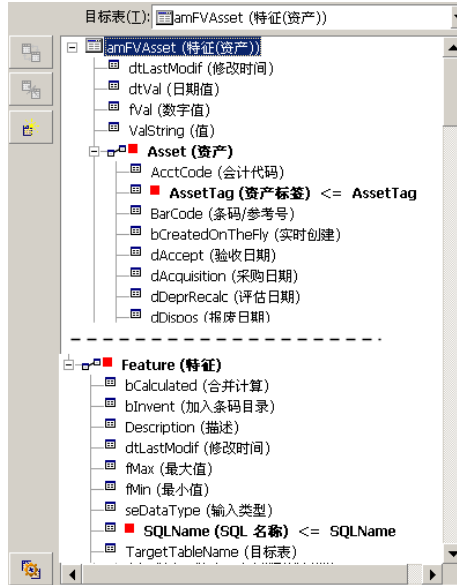 目标表(T): amFVAsset (特征(资产))
amFVAsset (特征(资产))
dtLastModif (修改时间)
dtVal (日期值)
fVal (数字值)
ValString (值)
Asset (资产)
AcctCode (会计代码)
AssetTag (资产标签) <= AssetTag
BarCode (条码/参考号)
bCreatedOnTheFly (实时创建)
dAccept (验收日期)
dAcquisition (采购日期)
dDeprRecalc (评估日期)
dDispos (报废日期)
Feature (特征)
bCalculated (合并计算)
bInvent (加入条码目录)
Description (描述)
dtLastModif (修改时间)
fMax (最大值)
fMin (最小值)
seDataType (输入类型)
SQLName (SQL 名称) <= SQLName
TargetTableName (目标表)